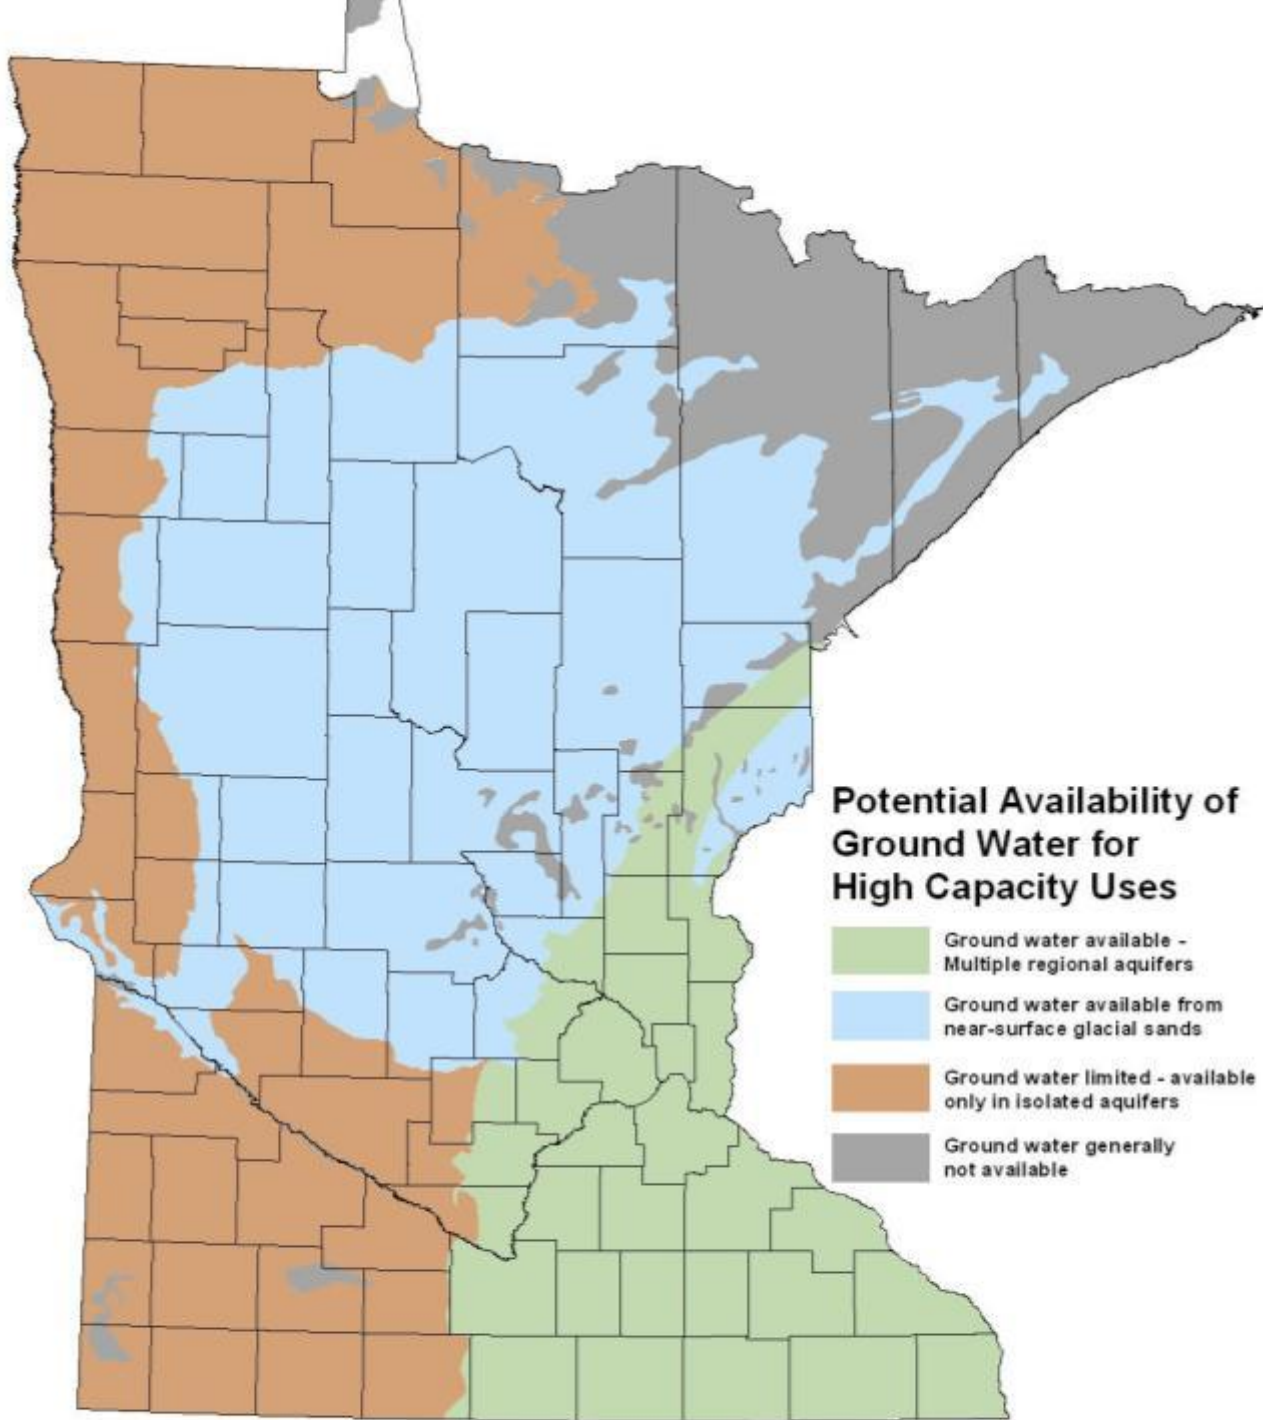 Potential Availability of
Ground Water for
High Capacity Uses
Ground water available -
Multiple regional aquifers
Ground water available from
near-surface glacial sands
Ground water limited - available
only in isolated aquifers
Ground water generally
not available